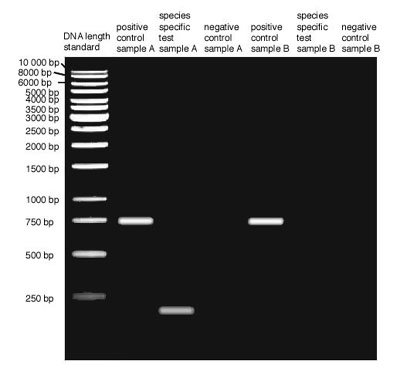 DNA length
standard
positive
control
sample A
species
specific
test
sample A
negative
control
sample A
positive
control
sample B
species
specific
test
sample B
negative
control
sample B
10 000 bp
8000 bp
6000 bp
5000 bp
4000 bp
3500 bp
3000 bp
2500 bp
2000 bp
1500 bp
1000 bp
750 bp
500 bp
250 bp